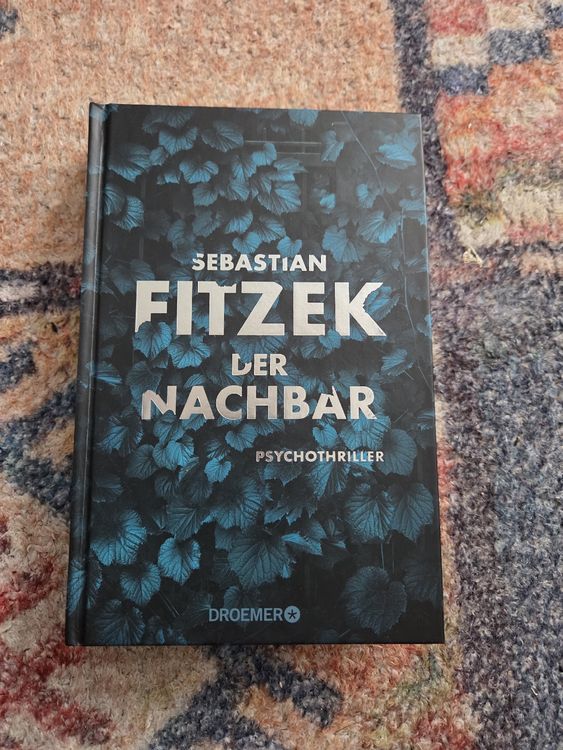 SEBASTIAN
FITZEK
DER
NACHBAR
PSYCHOTHRILLER
DROEMER